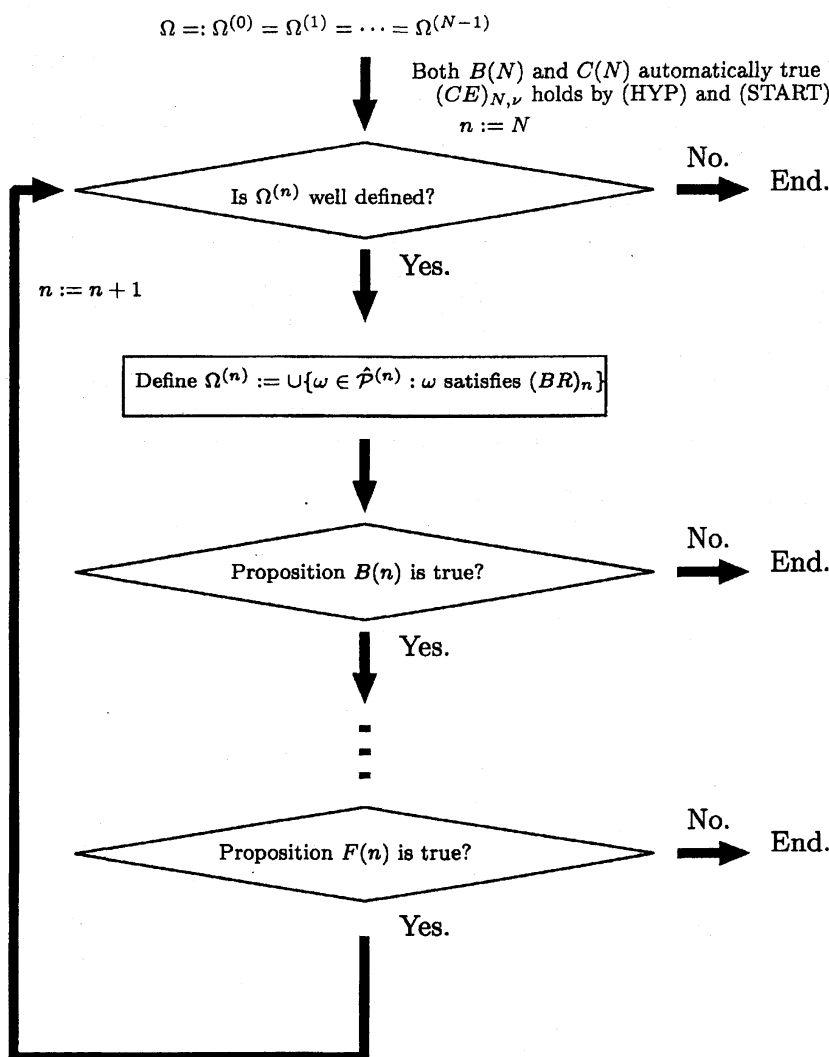 Ω =: Ω^{(0)} = Ω^{(1)} = ⋯ = Ω^{(N−1)}
Both B(N) and C(N) automatically true
(CE)_{N,ν} holds by (HYP) and (START)
n := N
Is Ω^{(n)} well defined?
No.
End.
Yes.
n := n + 1
Define Ω^{(n)} := ∪{ω ∈ \hat{𝒫}^{(n)} : ω satisfies (BR)_n}
Proposition B(n) is true?
No.
End.
Yes.
Proposition F(n) is true?
No.
End.
Yes.